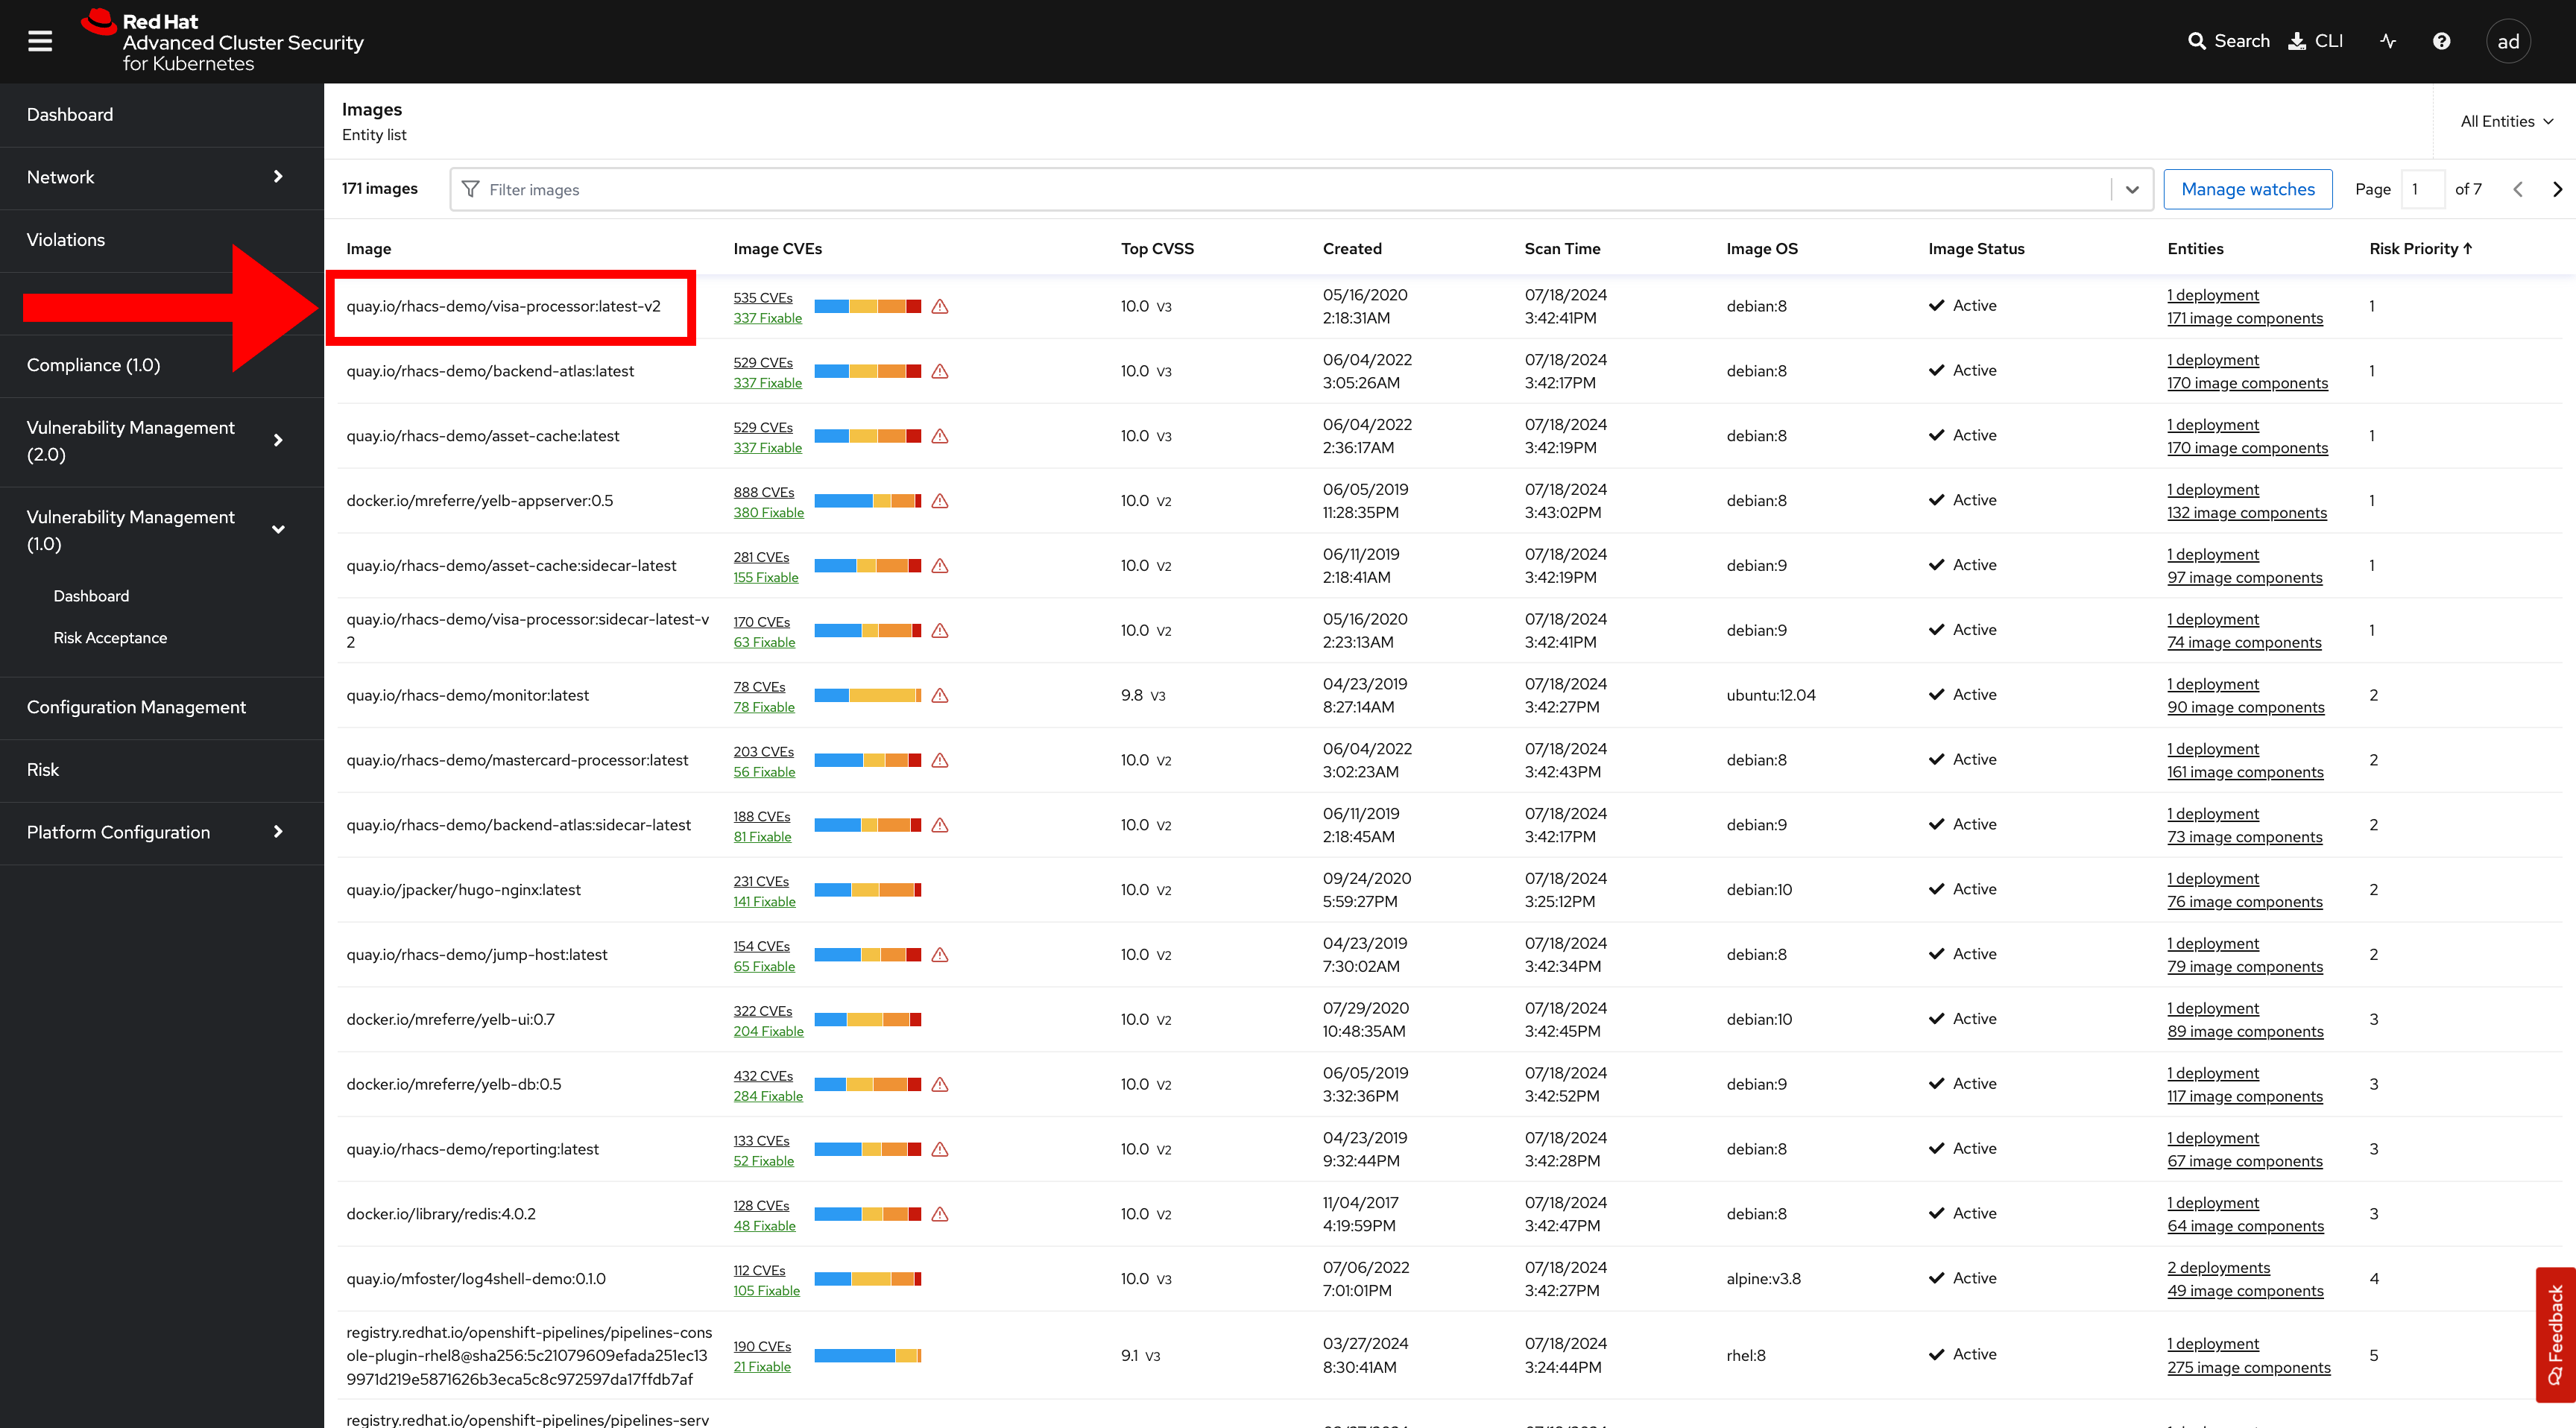 Red Hat
Advanced Cluster Security
for Kubernetes
Search
CLI
ad
Dashboard
Network
Violations
Compliance (1.0)
Vulnerability Management
(2.0)
Vulnerability Management
(1.0)
Dashboard
Risk Acceptance
Configuration Management
Risk
Platform Configuration
Images
Entity list
All Entities
171 images
Filter images
Manage watches
Page 1 of 7
Image Image CVEs Top CVSS Created Scan Time Image OS Image Status Entities Risk Priority
quay.io/rhacs-demo/visa-processor:latest-v2 535 CVEs 337 Fixable 10.0 V3 05/16/2020 2:18:31AM 07/18/2024 3:42:41PM debian:8 Active 1 deployment 171 image components 1
quay.io/rhacs-demo/backend-atlas:latest 529 CVEs 337 Fixable 10.0 V3 06/04/2022 3:05:26AM 07/18/2024 3:42:17PM debian:8 Active 1 deployment 170 image components 1
quay.io/rhacs-demo/asset-cache:latest 529 CVEs 337 Fixable 10.0 V3 06/04/2022 2:36:17AM 07/18/2024 3:42:19PM debian:8 Active 1 deployment 170 image components 1
docker.io/mreferre/yelb-appserver:0.5 888 CVEs 380 Fixable 10.0 V2 06/05/2019 11:28:35PM 07/18/2024 3:43:02PM debian:8 Active 1 deployment 132 image components 1
quay.io/rhacs-demo/asset-cache:sidecar-latest 281 CVEs 155 Fixable 10.0 V2 06/11/2019 2:18:41AM 07/18/2024 3:42:19PM debian:9 Active 1 deployment 97 image components 1
quay.io/rhacs-demo/visa-processor:sidecar-latest-v2 170 CVEs 63 Fixable 10.0 V2 05/16/2020 2:23:13AM 07/18/2024 3:42:41PM debian:9 Active 1 deployment 74 image components 1
quay.io/rhacs-demo/monitor:latest 78 CVEs 78 Fixable 9.8 V3 04/23/2019 8:27:14AM 07/18/2024 3:42:27PM ubuntu:12.04 Active 1 deployment 90 image components 2
quay.io/rhacs-demo/mastercard-processor:latest 203 CVEs 56 Fixable 10.0 V2 06/04/2022 3:02:23AM 07/18/2024 3:42:43PM debian:8 Active 1 deployment 161 image components 2
quay.io/rhacs-demo/backend-atlas:sidecar-latest 188 CVEs 81 Fixable 10.0 V2 06/11/2019 2:18:45AM 07/18/2024 3:42:17PM debian:9 Active 1 deployment 73 image components 2
quay.io/jpacker/hugo-nginx:latest 231 CVEs 141 Fixable 10.0 V2 09/24/2020 5:59:27PM 07/18/2024 3:25:12PM debian:10 Active 1 deployment 76 image components 2
quay.io/rhacs-demo/jump-host:latest 154 CVEs 65 Fixable 10.0 V2 04/23/2019 7:30:02AM 07/18/2024 3:42:34PM debian:8 Active 1 deployment 79 image components 2
docker.io/mreferre/yelb-ui:0.7 322 CVEs 204 Fixable 10.0 V2 07/29/2020 10:48:35AM 07/18/2024 3:42:45PM debian:10 Active 1 deployment 89 image components 3
docker.io/mreferre/yelb-db:0.5 432 CVEs 284 Fixable 10.0 V2 06/05/2019 3:32:36PM 07/18/2024 3:42:52PM debian:9 Active 1 deployment 117 image components 3
quay.io/rhacs-demo/reporting:latest 133 CVEs 52 Fixable 10.0 V2 04/23/2019 9:32:44PM 07/18/2024 3:42:28PM debian:8 Active 1 deployment 67 image components 3
docker.io/library/redis:4.0.2 128 CVEs 48 Fixable 10.0 V2 11/04/2017 4:19:59PM 07/18/2024 3:42:47PM debian:8 Active 1 deployment 64 image components 3
quay.io/mfoster/log4shell-demo:0.1.0 112 CVEs 105 Fixable 10.0 V3 07/06/2022 7:01:01PM 07/18/2024 3:42:27PM alpine:v3.8 Active 2 deployments 49 image components 4
registry.redhat.io/openshift-pipelines/pipelines-console-plugin-rhel8@sha256:5c21079609efada251ec139971d219e5871626b3eca5c8c972597da17ffdb7af 190 CVEs 21 Fixable 9.1 V3 03/27/2024 8:30:41AM 07/18/2024 3:24:44PM rhel:8 Active 1 deployment 275 image components 5
registry.redhat.io/openshift-pipelines/pipelines-serv
Feedback